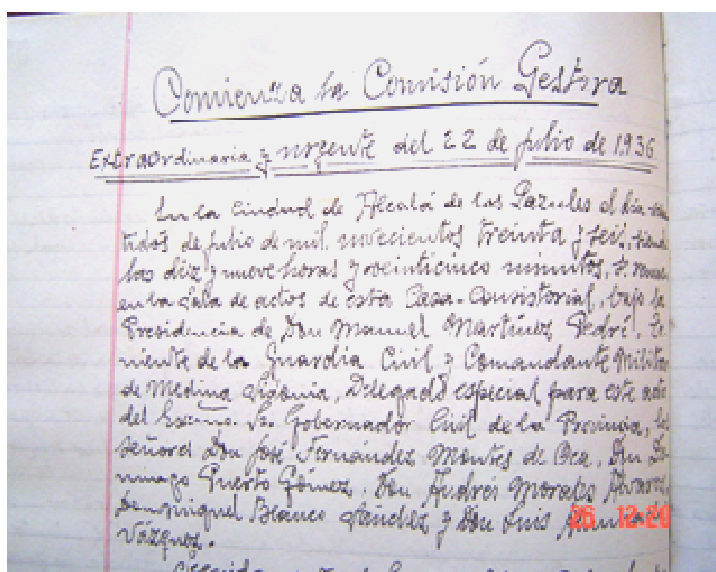 Comienza la Comisión Gestora
Extraordinaria y urgente del 22 de Julio de 1.936
En la Ciudad de Alcalá de los Gazules el día
tidós de Julio de mil novecientos treinta y seis, siendo
las diez y nueve horas y veinticinco minutos, se
en la Sala de actos de esta Casa-Consistorial, bajo la
Presidencia de Don Manuel Martínez Pedré, Te
niente de la Guardia Civil y Comandante Militar
de Medina Sidonia, Delegado especial para este acto
del Excmo. Sr. Gobernador Civil de la Provincia, los
señores Don José Fernández Montes de Oca, Don Do
mingo Puerto Gómez, Don Andrés Morales Alvarez,
Don Miguel Blanco Sánchez y Don Luis
Vázquez.
26 12 20